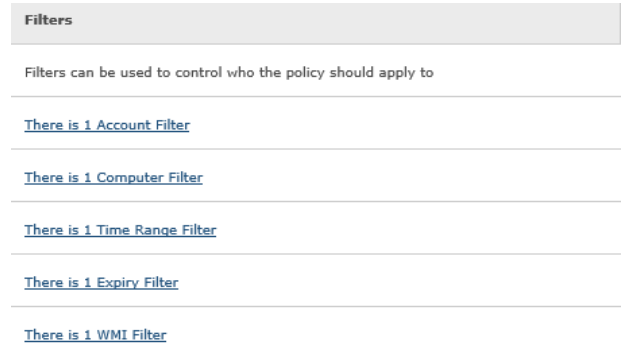 Filters
Filters can be used to control who the policy should apply to
There is 1 Account Filter
There is 1 Computer Filter
There is 1 Time Range Filter
There is 1 Expiry Filter
There is 1 WMI Filter